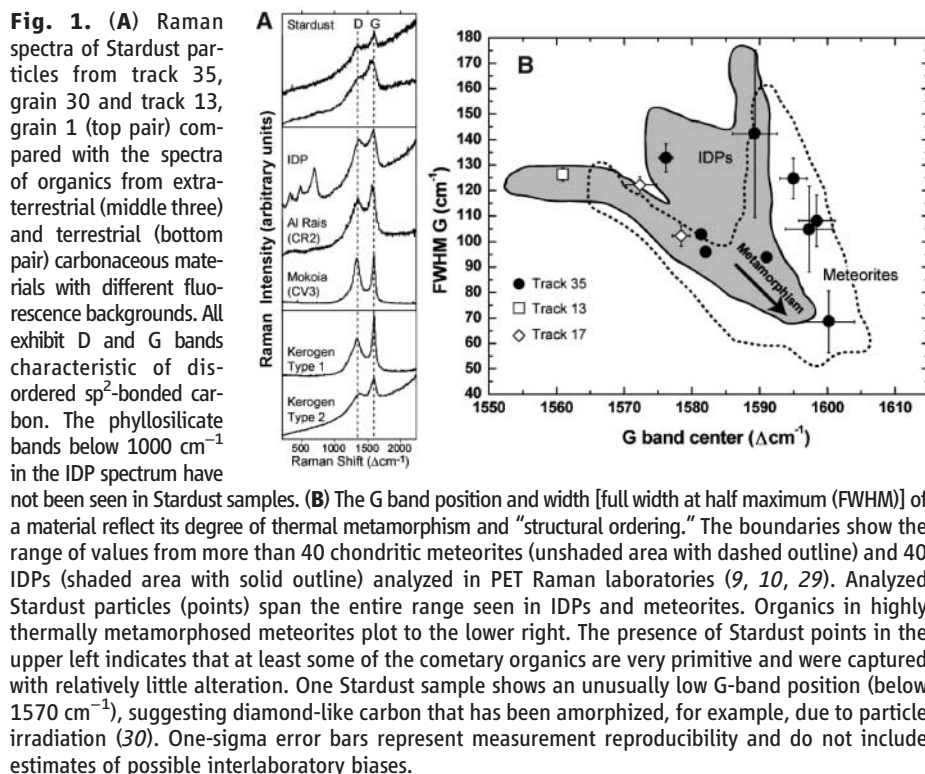 Fig. 1. (A) Raman
spectra of Stardust par-
ticles from track 35,
grain 30 and track 13,
grain 1 (top pair) com-
pared with the spectra
of organics from extra-
terrestrial (middle three)
and terrestrial (bottom
pair) carbonaceous mate-
rials with different fluo-
rescence backgrounds. All
exhibit D and G bands
characteristic of dis-
ordered sp²-bonded car-
bon. The phyllosilicate
bands below 1000 cm⁻¹
in the IDP spectrum have
A
D G
Stardust
IDP
Al Rais
(CR2)
Mokoia
(CV3)
Kerogen
Type 1
Kerogen
Type 2
Raman Intensity (arbitrary units)
500 1000 1500 2000
Raman Shift (Δcm⁻¹)
B
180
170
160
150
140
130
120
110
100
90
80
70
60
50
40
FWHM G (cm⁻¹)
IDPs
Metamorphism
Meteorites
Track 35
Track 13
Track 17
1550 1560 1570 1580 1590 1600 1610
G band center (Δcm⁻¹)
not been seen in Stardust samples. (B) The G band position and width [full width at half maximum (FWHM)] of
a material reflect its degree of thermal metamorphism and “structural ordering.” The boundaries show the
range of values from more than 40 chondritic meteorites (unshaded area with dashed outline) and 40
IDPs (shaded area with solid outline) analyzed in PET Raman laboratories (9, 10, 29). Analyzed
Stardust particles (points) span the entire range seen in IDPs and meteorites. Organics in highly
thermally metamorphosed meteorites plot to the lower right. The presence of Stardust points in the
upper left indicates that at least some of the cometary organics are very primitive and were captured
with relatively little alteration. One Stardust sample shows an unusually low G-band position (below
1570 cm⁻¹), suggesting diamond-like carbon that has been amorphized, for example, due to particle
irradiation (30). One-sigma error bars represent measurement reproducibility and do not include
estimates of possible interlaboratory biases.